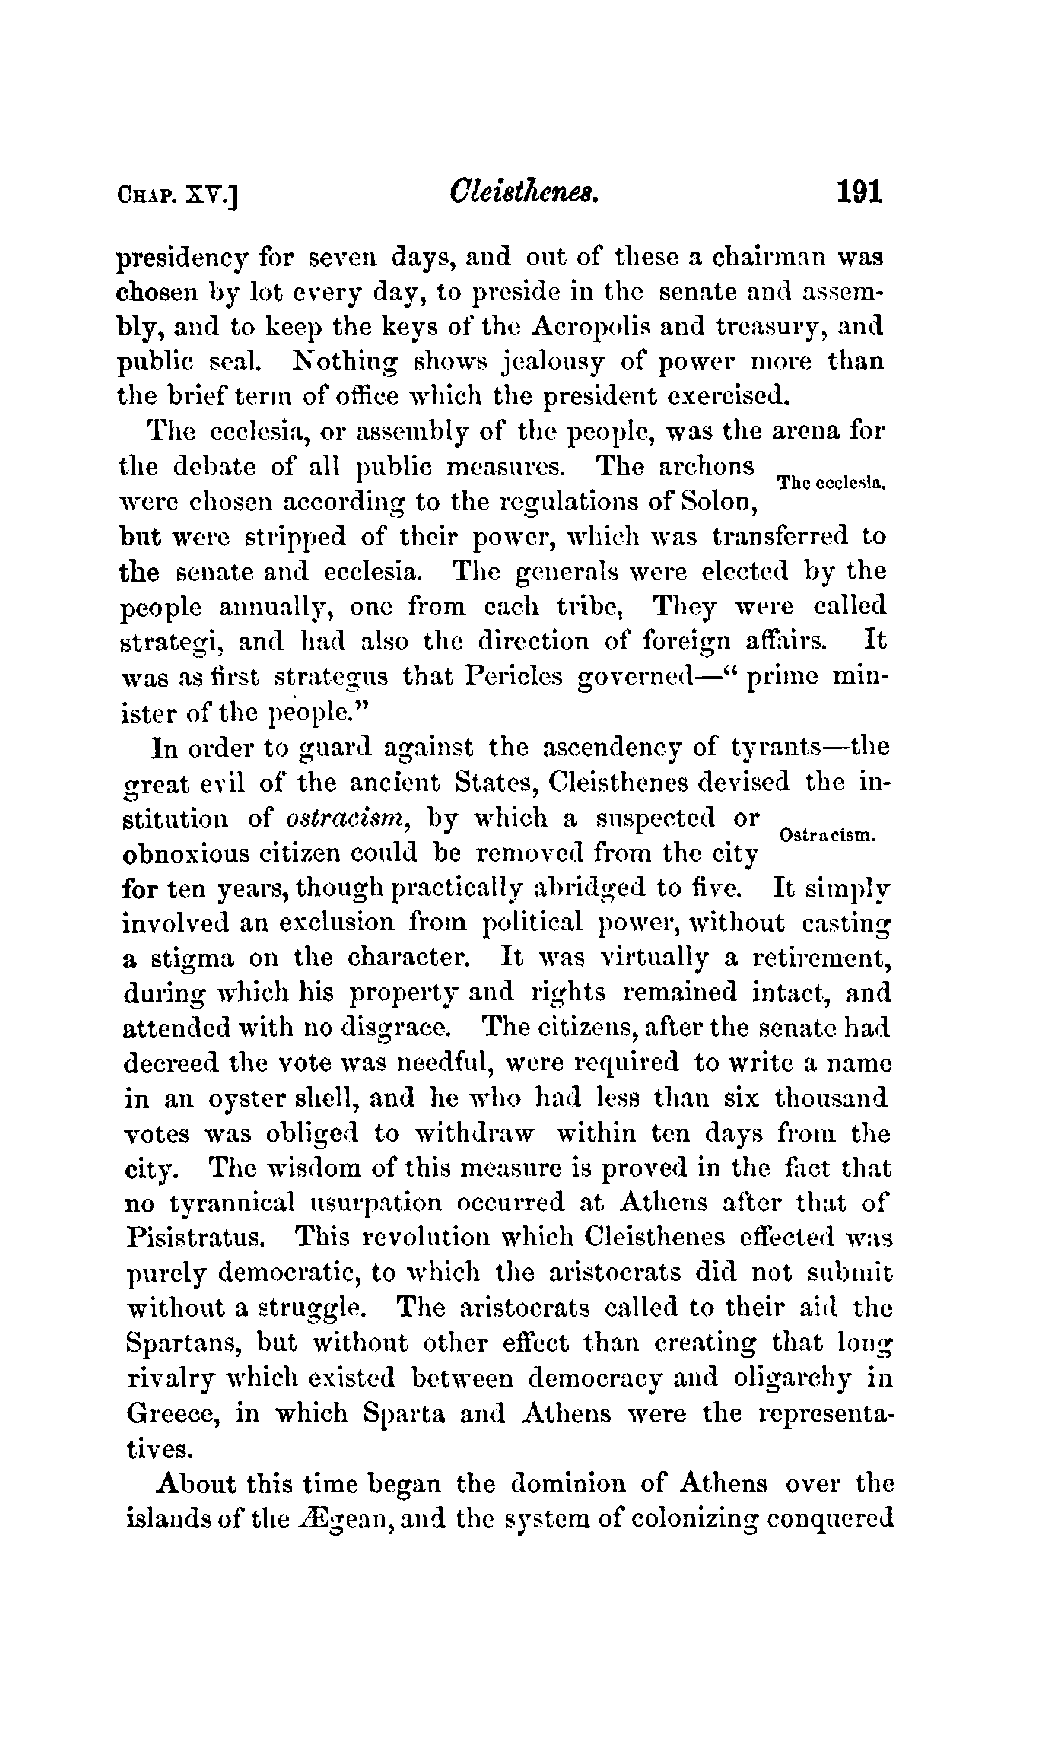 CHAP. XV.] Cleisthenes. 191
presidency for seven days, and out of these a chairman was
chosen by lot every day, to preside in the senate and assem-
bly, and to keep the keys of the Acropolis and treasury, and
public seal. Nothing shows jealousy of power more than
the brief term of office which the president exercised.
The ecclesia, or assembly of the people, was the arena for
the debate of all public measures. The archons
The ecclesia.
were chosen according to the regulations of Solon,
but were stripped of their power, which was transferred to
the senate and ecclesia. The generals were elected by the
people annually, one from each tribe, They were called
strategi, and had also the direction of foreign affairs. It
was as first strategus that Pericles governed—“ prime min-
ister of the people.”
In order to guard against the ascendency of tyrants—the
great evil of the ancient States, Cleisthenes devised the in-
stitution of ostracism, by which a suspected or
Ostracism.
obnoxious citizen could be removed from the city
for ten years, though practically abridged to five. It simply
involved an exclusion from political power, without casting
a stigma on the character. It was virtually a retirement,
during which his property and rights remained intact, and
attended with no disgrace. The citizens, after the senate had
decreed the vote was needful, were required to write a name
in an oyster shell, and he who had less than six thousand
votes was obliged to withdraw within ten days from the
city. The wisdom of this measure is proved in the fact that
no tyrannical usurpation occurred at Athens after that of
Pisistratus. This revolution which Cleisthenes effected was
purely democratic, to which the aristocrats did not submit
without a struggle. The aristocrats called to their aid the
Spartans, but without other effect than creating that long
rivalry which existed between democracy and oligarchy in
Greece, in which Sparta and Athens were the representa-
tives.
About this time began the dominion of Athens over the
islands of the Ægean, and the system of colonizing conquered